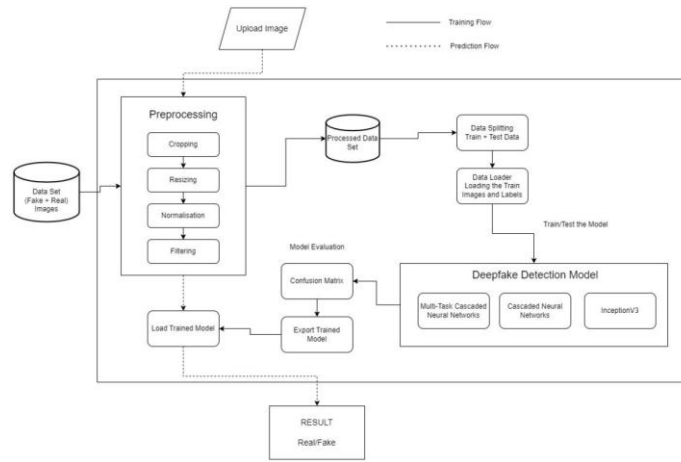 Upload Image
Training Flow
Prediction Flow
Preprocessing
Cropping
Resizing
Normalisation
Filtering
Data Set
(Fake + Real)
Images
Processed Data
Set
Data Splitting
Train + Test Data
Data Loader
Loading the Train
Images and Labels
Train/Test the Model
Deepfake Detection Model
Multi-Task Cascaded
Neural Networks
Cascaded Neural
Networks
InceptionV3
Model Evaluation
Confusion Matrix
Export Trained
Model
Load Trained Model
RESULT
Real/Fake